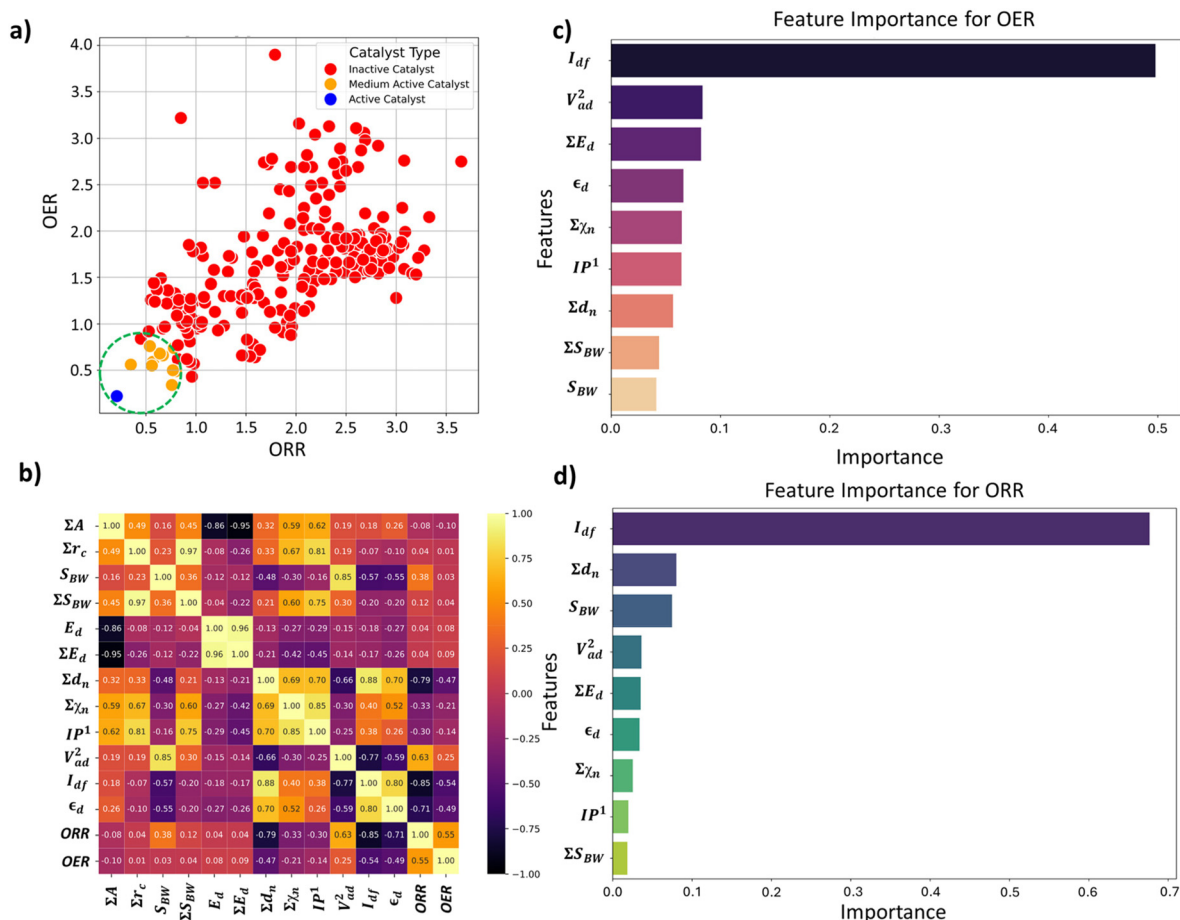 a)
4.0
3.5
3.0
2.5
2.0
1.5
1.0
0.5
OER
0.5 1.0 1.5 2.0 2.5 3.0 3.5
ORR
Catalyst Type
Inactive Catalyst
Medium Active Catalyst
Active Catalyst
b)
ΣA 1.00 0.49 0.16 0.45 -0.86 -0.95 0.32 0.59 0.62 0.19 0.18 0.26 -0.08 -0.10
Σr_c 0.49 1.00 0.23 0.97 -0.08 -0.26 0.33 0.67 0.81 0.19 -0.07 -0.10 0.04 0.01
S_BW 0.16 0.23 1.00 0.36 -0.12 -0.12 -0.48 -0.30 -0.16 0.85 -0.57 -0.55 0.38 0.03
ΣS_BW 0.45 0.97 0.36 1.00 -0.04 -0.22 0.21 0.60 0.75 0.30 -0.20 -0.20 0.12 0.04
E_d -0.86 -0.08 -0.12 -0.04 1.00 0.96 -0.13 -0.27 -0.29 -0.15 -0.18 -0.27 0.04 0.08
ΣE_d -0.95 -0.26 -0.12 -0.22 0.96 1.00 -0.21 -0.42 -0.45 -0.14 -0.17 -0.26 0.04 0.09
Σd_n 0.32 0.33 -0.48 0.21 -0.13 -0.21 1.00 0.69 0.70 -0.66 0.88 0.70 -0.79 -0.47
Σχ_n 0.59 0.67 -0.30 0.60 -0.27 -0.42 0.69 1.00 0.85 -0.30 0.40 0.52 -0.33 -0.21
IP¹ 0.62 0.81 -0.16 0.75 -0.29 -0.45 0.70 0.85 1.00 -0.25 0.38 0.26 -0.30 -0.14
V²_ad 0.19 0.19 0.85 0.30 -0.15 -0.14 -0.66 -0.30 -0.25 1.00 -0.77 -0.59 0.63 0.25
I_df 0.18 -0.07 -0.57 -0.20 -0.18 -0.17 0.88 0.40 0.38 -0.77 1.00 0.80 -0.85 -0.54
ϵ_d 0.26 -0.10 -0.55 -0.20 -0.27 -0.26 0.70 0.52 0.26 -0.59 0.80 1.00 -0.71 -0.49
ORR -0.08 0.04 0.38 0.12 0.04 0.04 -0.79 -0.33 -0.30 0.63 -0.85 -0.71 1.00 0.55
OER -0.10 0.01 0.03 0.04 0.08 0.09 -0.47 -0.21 -0.14 0.25 -0.54 -0.49 0.55 1.00
ΣA Σr_c S_BW ΣS_BW E_d ΣE_d Σd_n Σχ_n IP¹ V²_ad I_df ϵ_d ORR OER
1.00
0.75
0.50
0.25
0.00
−0.25
−0.50
−0.75
−1.00
c)
Feature Importance for OER
Features
I_df
V²_ad
ΣE_d
ϵ_d
Σχ_n
IP¹
Σd_n
ΣS_BW
S_BW
0.0 0.1 0.2 0.3 0.4 0.5
Importance
d)
Feature Importance for ORR
Features
I_df
Σd_n
S_BW
V²_ad
ΣE_d
ϵ_d
Σχ_n
IP¹
ΣS_BW
0.0 0.1 0.2 0.3 0.4 0.5 0.6 0.7
Importance